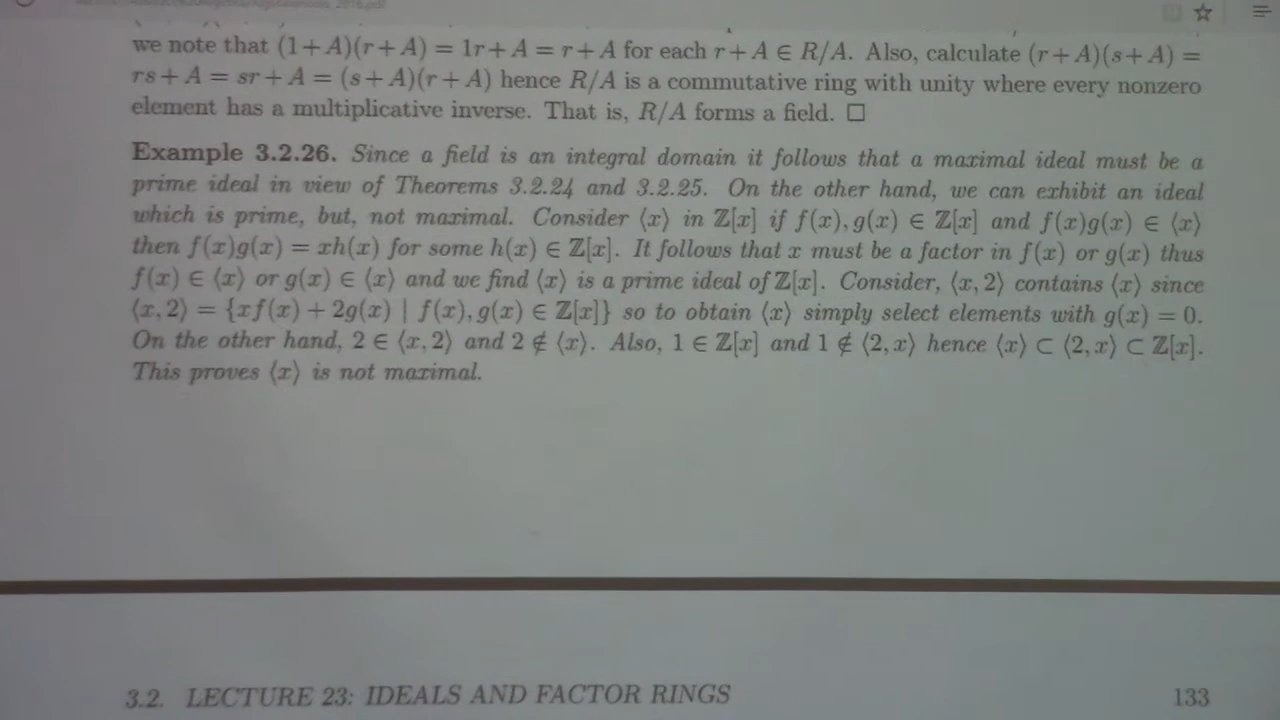 we note that (1+A)(r+A) = 1r+A = r+A for each r+A ∈ R/A. Also, calculate (r+A)(s+A) =
rs+A = sr+A = (s+A)(r+A) hence R/A is a commutative ring with unity where every nonzero
element has a multiplicative inverse. That is, R/A forms a field. □
Example 3.2.26. Since a field is an integral domain it follows that a maximal ideal must be a
prime ideal in view of Theorems 3.2.24 and 3.2.25. On the other hand, we can exhibit an ideal
which is prime, but, not maximal. Consider ⟨x⟩ in ℤ[x] if f(x), g(x) ∈ ℤ[x] and f(x)g(x) ∈ ⟨x⟩
then f(x)g(x) = xh(x) for some h(x) ∈ ℤ[x]. It follows that x must be a factor in f(x) or g(x) thus
f(x) ∈ ⟨x⟩ or g(x) ∈ ⟨x⟩ and we find ⟨x⟩ is a prime ideal of ℤ[x]. Consider, ⟨x, 2⟩ contains ⟨x⟩ since
⟨x, 2⟩ = {xf(x) + 2g(x) | f(x), g(x) ∈ ℤ[x]} so to obtain ⟨x⟩ simply select elements with g(x) = 0.
On the other hand, 2 ∈ ⟨x, 2⟩ and 2 ∉ ⟨x⟩. Also, 1 ∈ ℤ[x] and 1 ∉ ⟨2, x⟩ hence ⟨x⟩ ⊂ ⟨2, x⟩ ⊂ ℤ[x].
This proves ⟨x⟩ is not maximal.
3.2. LECTURE 23: IDEALS AND FACTOR RINGS 133